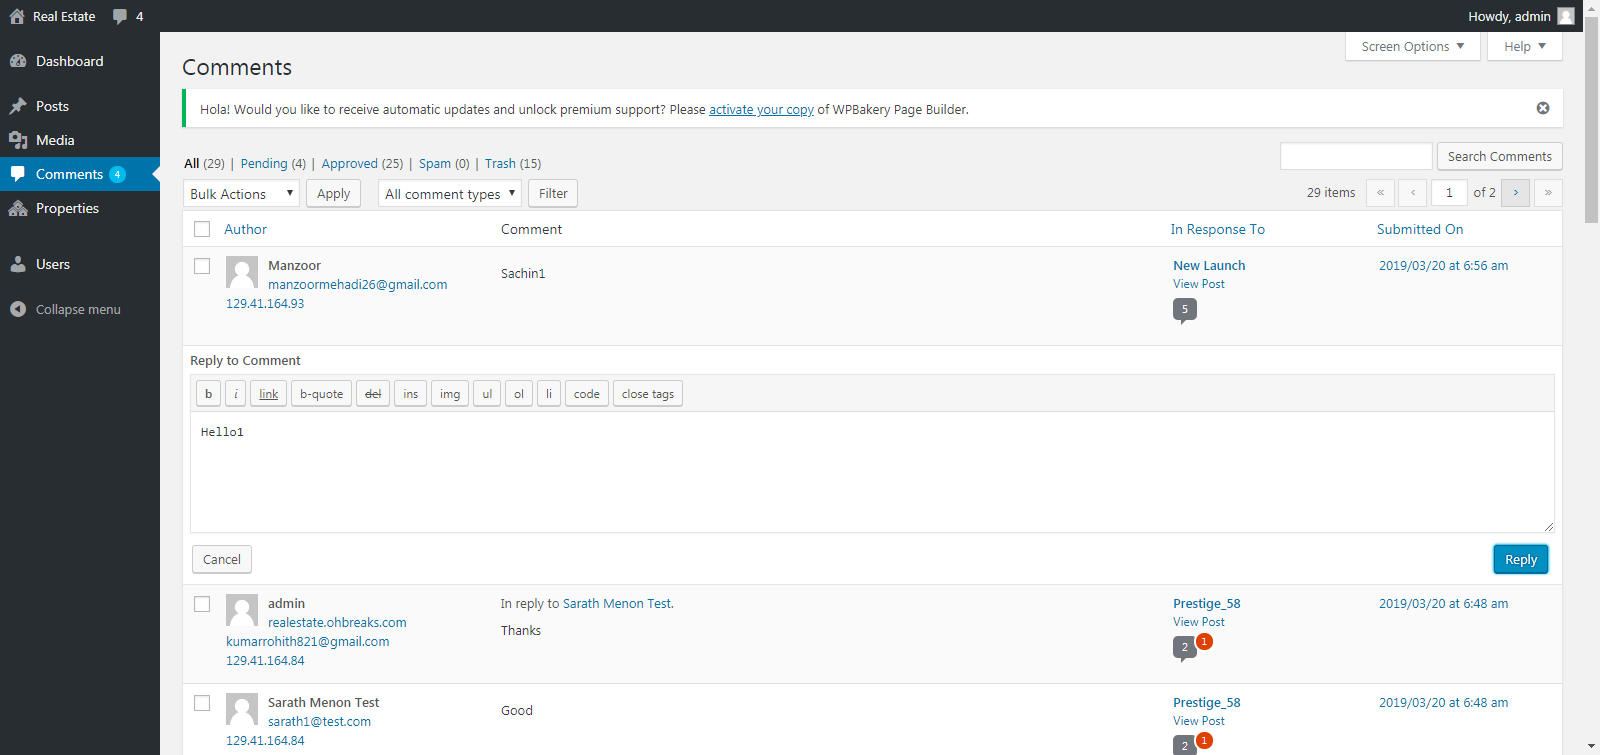 Real Estate 4 Howdy, admin
Screen Options Help
Dashboard
Posts
Media
Comments 4
Properties
Users
Collapse menu
Comments
Hola! Would you like to receive automatic updates and unlock premium support? Please activate your copy of WPBakery Page Builder.
All (29) | Pending (4) | Approved (25) | Spam (0) | Trash (15)
Search Comments
Bulk Actions Apply All comment types Filter 29 items « ‹ 1 of 2 › »
Author Comment In Response To Submitted On
Manzoor
manzoormehadi26@gmail.com
129.41.164.93
Sachin1
New Launch
View Post
5
2019/03/20 at 6:56 am
Reply to Comment
b i link b-quote del ins img ul ol li code close tags
Hello1
Cancel Reply
admin
realestate.ohbreaks.com
kumarrohith821@gmail.com
129.41.164.84
In reply to Sarath Menon Test.
Thanks
Prestige_58
View Post
2 1
2019/03/20 at 6:48 am
Sarath Menon Test
sarath1@test.com
129.41.164.84
Good
Prestige_58
View Post
2 1
2019/03/20 at 6:48 am